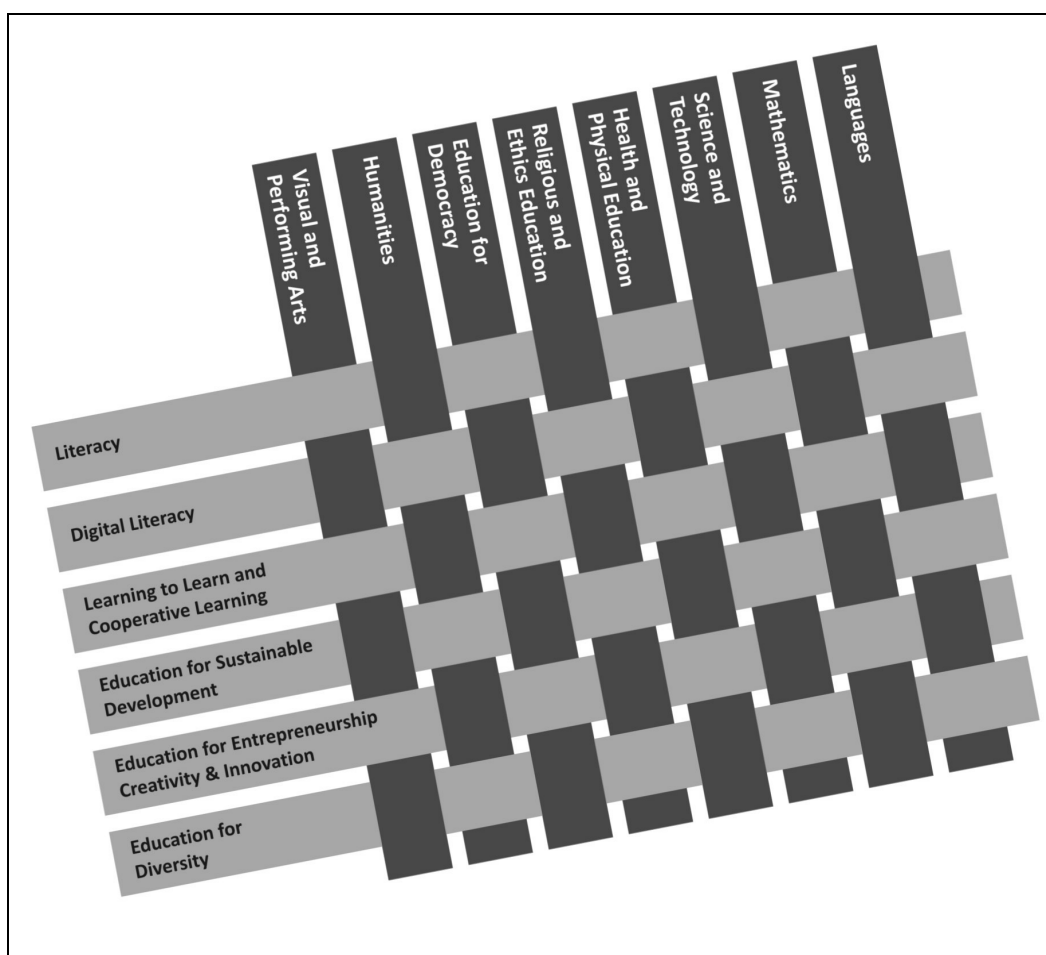 Visual and
Performing Arts
Humanities
Education for
Democracy
Religious and
Ethics Education
Health and
Physical Education
Science and
Technology
Mathematics
Languages
Literacy
Digital Literacy
Learning to Learn and
Cooperative Learning
Education for Sustainable
Development
Education for Entrepreneurship
Creativity & Innovation
Education for
Diversity